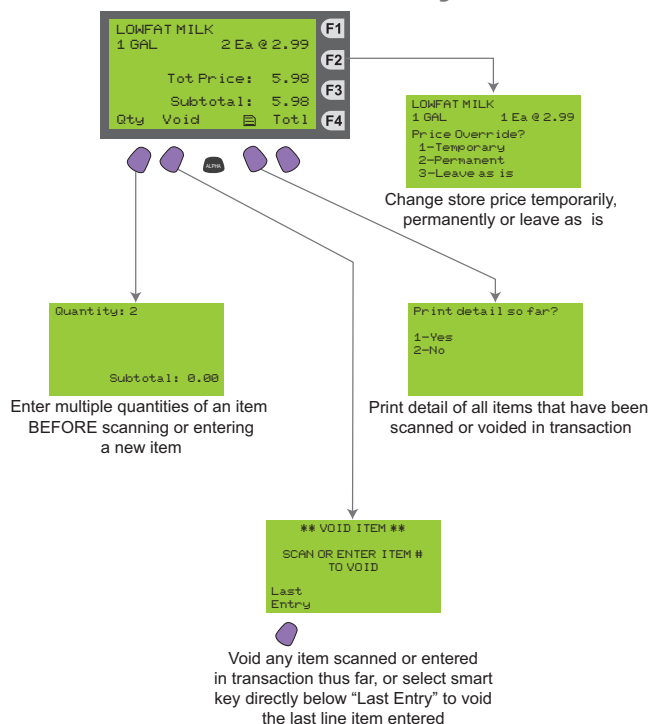 LOWFAT MILK
1 GAL 2 Ea @ 2.99
Tot Price: 5.98
Subtotal: 5.98
Qty Void Totl
F1
F2
F3
F4
ALPHA
LOWFAT MILK
1 GAL 1 Ea @ 2.99
Price Override?
1-Temporary
2-Permanent
3-Leave as is
Change store price temporarily,
permanently or leave as is
Quantity: 2
Subtotal: 0.00
Enter multiple quantities of an item
BEFORE scanning or entering
a new item
Print detail so far?
1-Yes
2-No
Print detail of all items that have been
scanned or voided in transaction
** VOID ITEM **
SCAN OR ENTER ITEM #
TO VOID
Last
Entry
Void any item scanned or entered
in transaction thus far, or select smart
key directly below “Last Entry” to void
the last line item entered